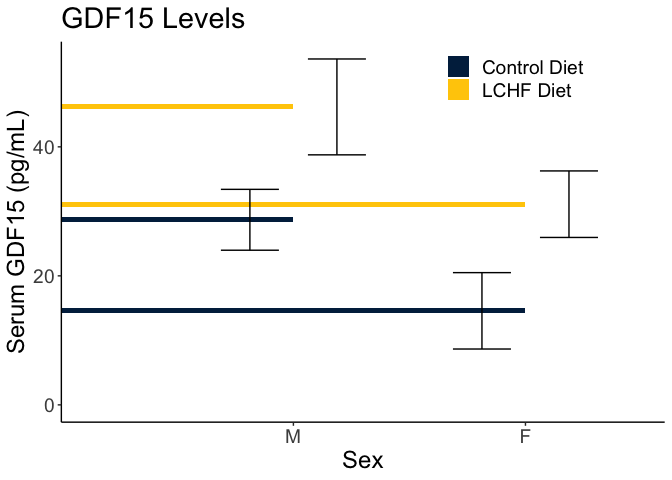 GDF15 Levels
Control Diet
LCHF Diet
Serum GDF15 (pg/mL)
40
20
0
M
F
Sex